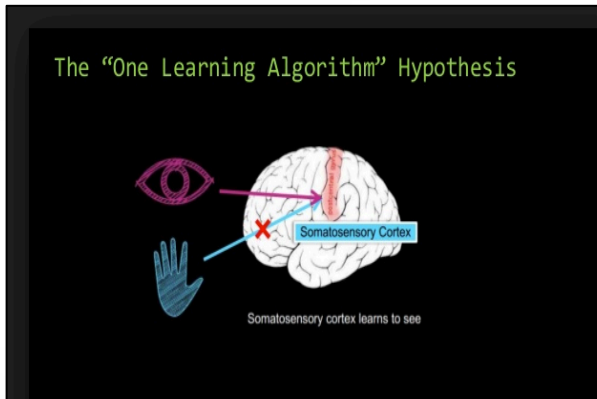 The “One Learning Algorithm” Hypothesis
Somatosensory Cortex
Somatosensory cortex learns to see